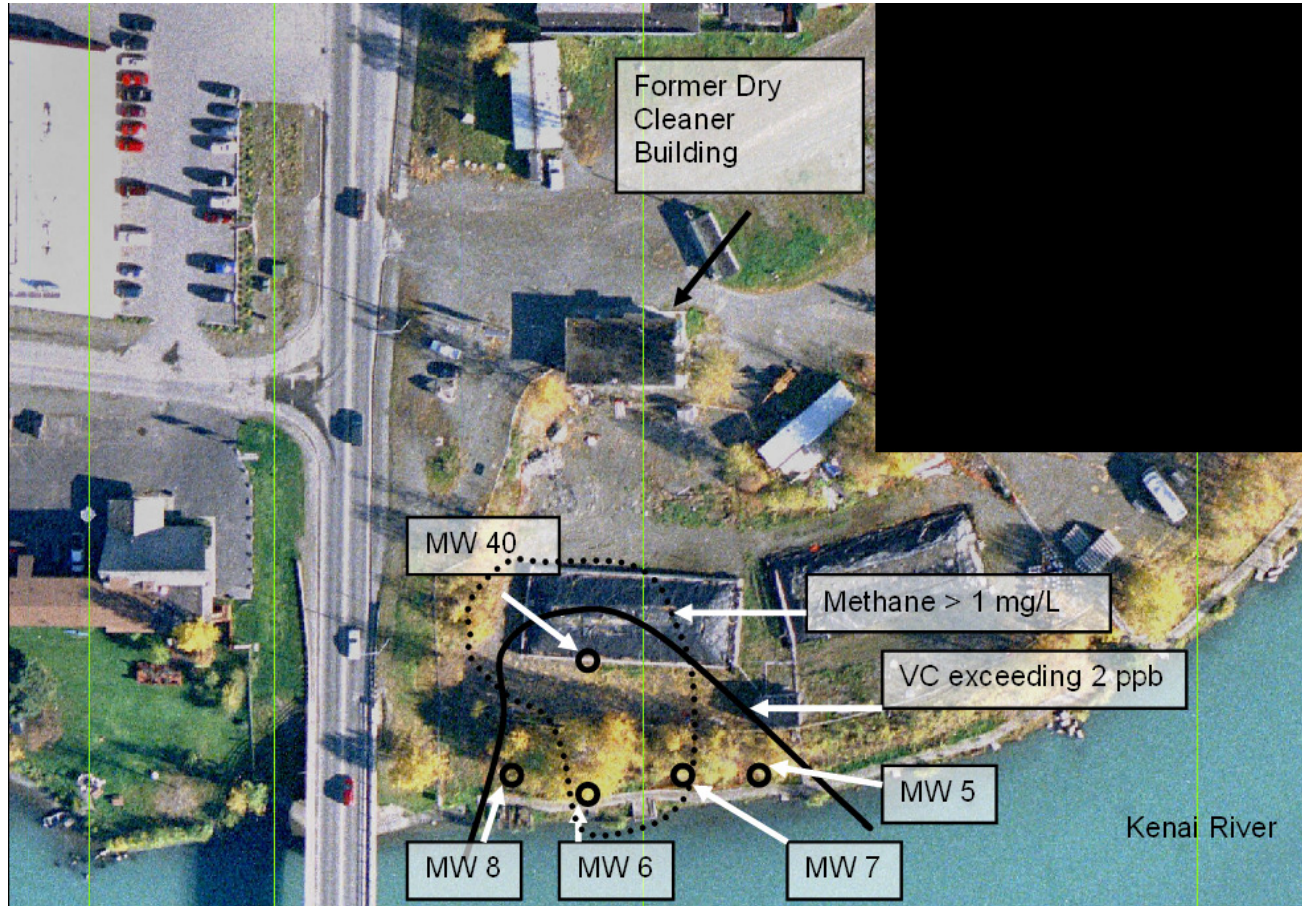 Former Dry
Cleaner
Building
MW 40
Methane > 1 mg/L
VC exceeding 2 ppb
MW 5
Kenai River
MW 8
MW 6
MW 7